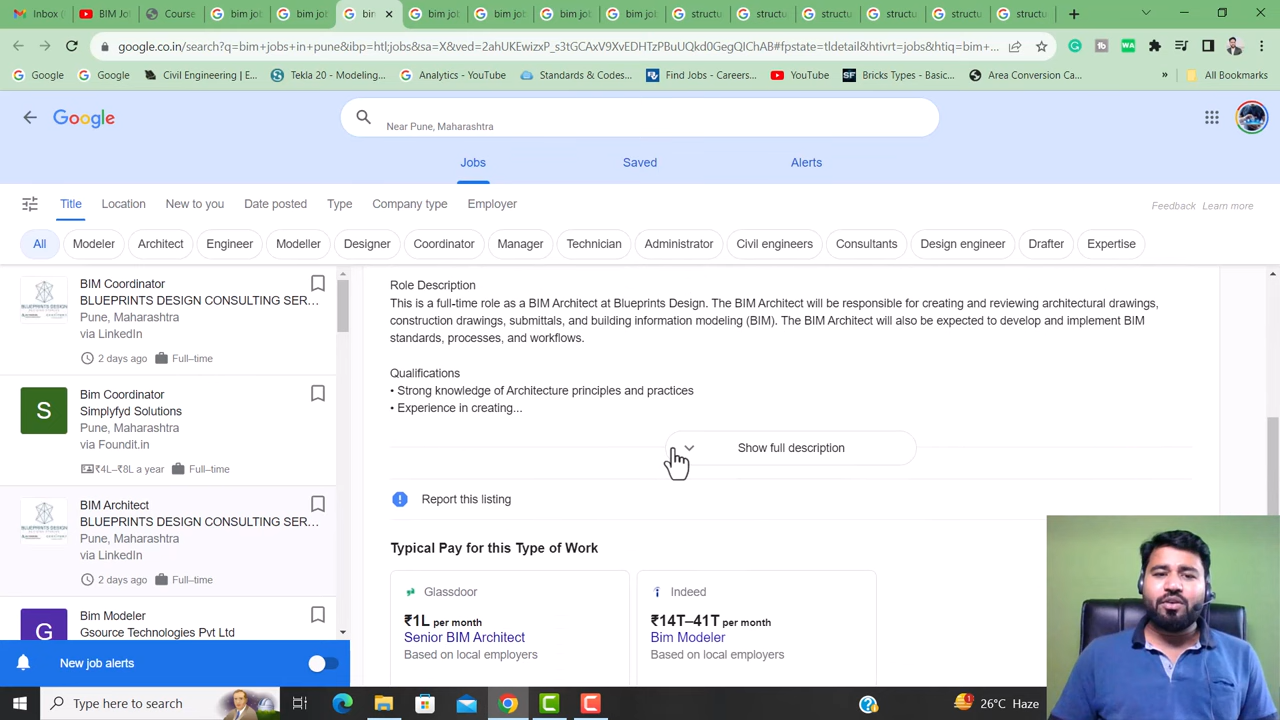 Inbox (
BIM Jol
Course
bim jol
bim jol
bin
bim jol
bim jol
bim jol
bim jol
structu
structu
structu
structu
structu
structu
google.co.in/search?q=bim+jobs+in+pune&ibp=htl;jobs&sa=X&ved=2ahUKEwizxP_s3tGCAxV9XvEDHTzPBuUQkd0GegQIChAB#fpstate=tldetail&htivrt=jobs&htiq=bim+...
Google
Google
Civil Engineering | E...
Tekla 20 - Modeling...
Analytics - YouTube
Standards & Codes...
Find Jobs - Careers...
YouTube
Bricks Types - Basic...
Area Conversion Ca...
»
All Bookmarks
Google
Near Pune, Maharashtra
Jobs
Saved
Alerts
Title
Location
New to you
Date posted
Type
Company type
Employer
Feedback Learn more
All
Modeler
Architect
Engineer
Modeller
Designer
Coordinator
Manager
Technician
Administrator
Civil engineers
Consultants
Design engineer
Drafter
Expertise
BIM Coordinator
BLUEPRINTS DESIGN CONSULTING SER...
Pune, Maharashtra
via LinkedIn
2 days ago Full–time
S
Bim Coordinator
Simplyfyd Solutions
Pune, Maharashtra
via Foundit.in
₹4L–₹8L a year Full–time
BIM Architect
BLUEPRINTS DESIGN CONSULTING SER...
Pune, Maharashtra
via LinkedIn
2 days ago Full–time
G
Bim Modeler
Gsource Technologies Pvt Ltd
New job alerts
Role Description
This is a full-time role as a BIM Architect at Blueprints Design. The BIM Architect will be responsible for creating and reviewing architectural drawings,
construction drawings, submittals, and building information modeling (BIM). The BIM Architect will also be expected to develop and implement BIM
standards, processes, and workflows.
Qualifications
• Strong knowledge of Architecture principles and practices
• Experience in creating...
Show full description
Report this listing
Typical Pay for this Type of Work
Glassdoor
₹1L per month
Senior BIM Architect
Based on local employers
Indeed
₹14T–41T per month
Bim Modeler
Based on local employers
Type here to search
26°C Haze